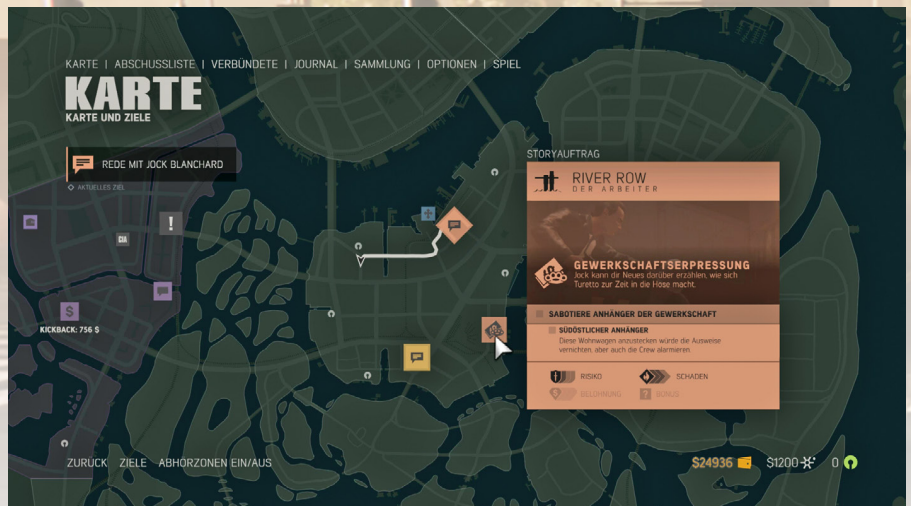 KARTE | ABSCHUSSLISTE | VERBÜNDETE | JOURNAL | SAMMLUNG | OPTIONEN | SPIEL
KARTE
KARTE UND ZIELE
REDE MIT JOCK BLANCHARD
AKTUELLES ZIEL
!
CIA
$
KICKBACK: 756 $
STORYAUFTRAG
RIVER ROW
DER ARBEITER
GEWERKSCHAFTSERPRESSUNG
Jock kann dir Neues darüber erzählen, wie sich
Turetto zur Zeit in die Hose macht.
SABOTIERE ANHÄNGER DER GEWERKSCHAFT
SÜDÖSTLICHER ANHÄNGER
Diese Wohnwagen anzustecken würde die Ausweise
vernichten, aber auch die Crew alarmieren.
RISIKO
SCHADEN
BELOHNUNG
? BONUS
ZURÜCK ZIELE ABHÖRZONEN EIN/AUS
$24936 $1200 0